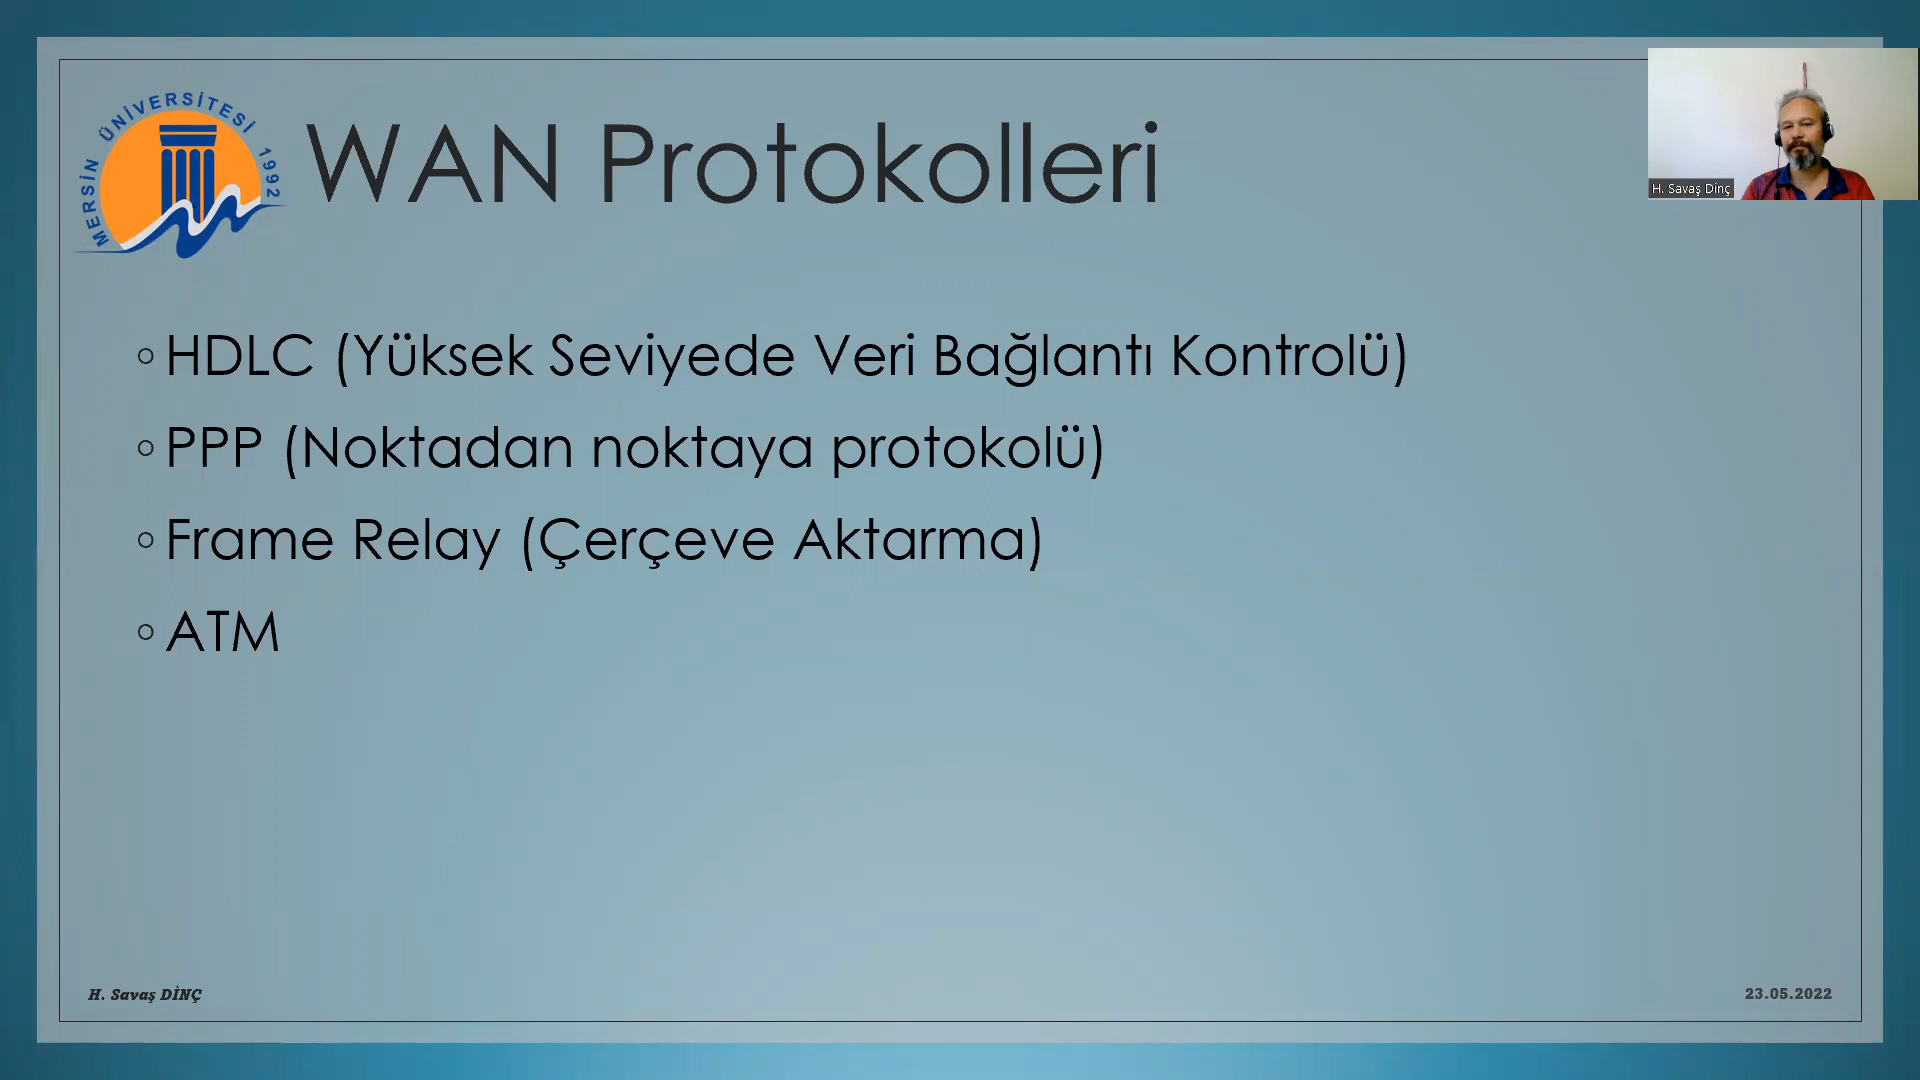 MERSİN ÜNİVERSİTESİ 1992
WAN Protokolleri
H. Savaş Dinç
HDLC (Yüksek Seviyede Veri Bağlantı Kontrolü)
PPP (Noktadan noktaya protokolü)
Frame Relay (Çerçeve Aktarma)
ATM
H. Savaş DİNÇ
23.05.2022